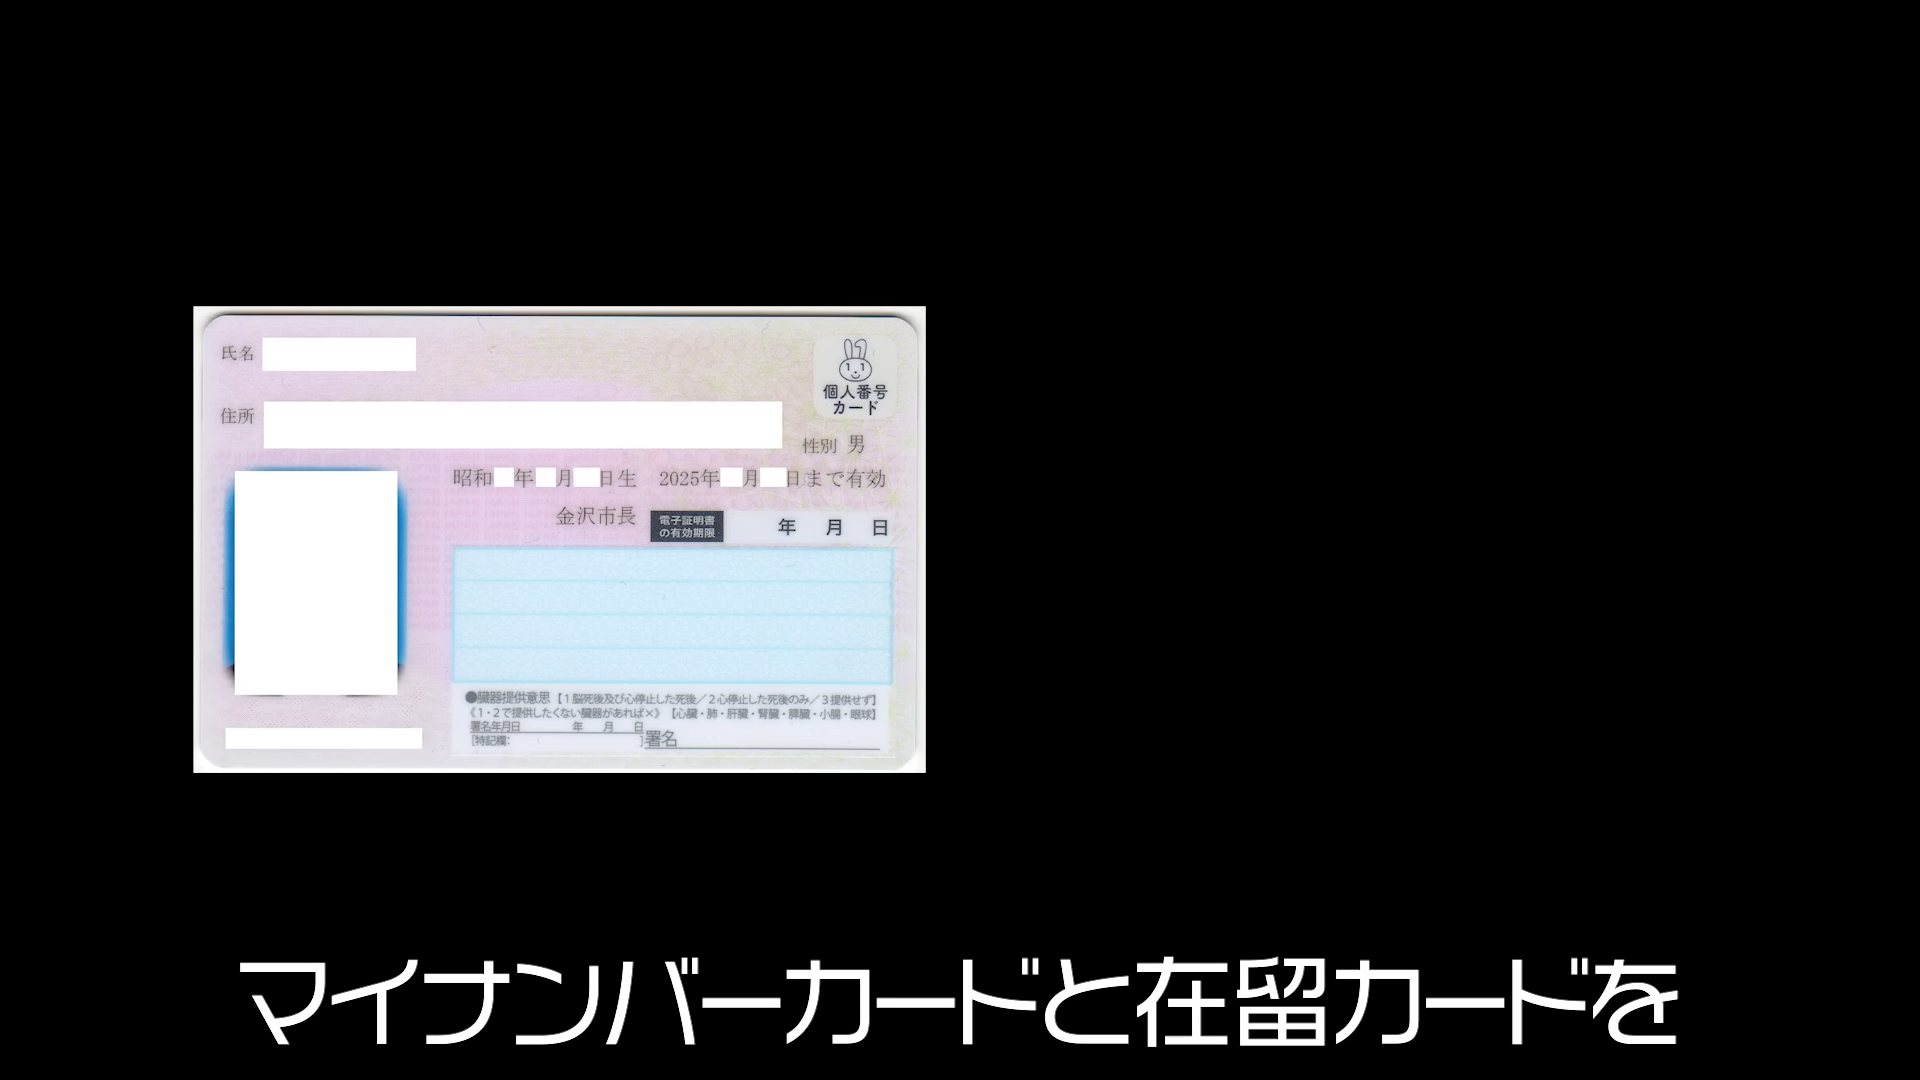 氏名
個人番号
カード
住所
性別 男
昭和 年 月 日生 2025年 月 日まで有効
金沢市長
電子証明書
の有効期限
年 月 日
●臓器提供意思【1 脳死後及び心停止した死後／2 心停止した死後のみ／3 提供せず】
《1・2で提供したくない臓器があれば×》【心臓・肺・肝臓・腎臓・膵臓・小腸・眼球】
署名年月日 年 月 日
[特記欄: ]署名
マイナンバーカードと在留カードを